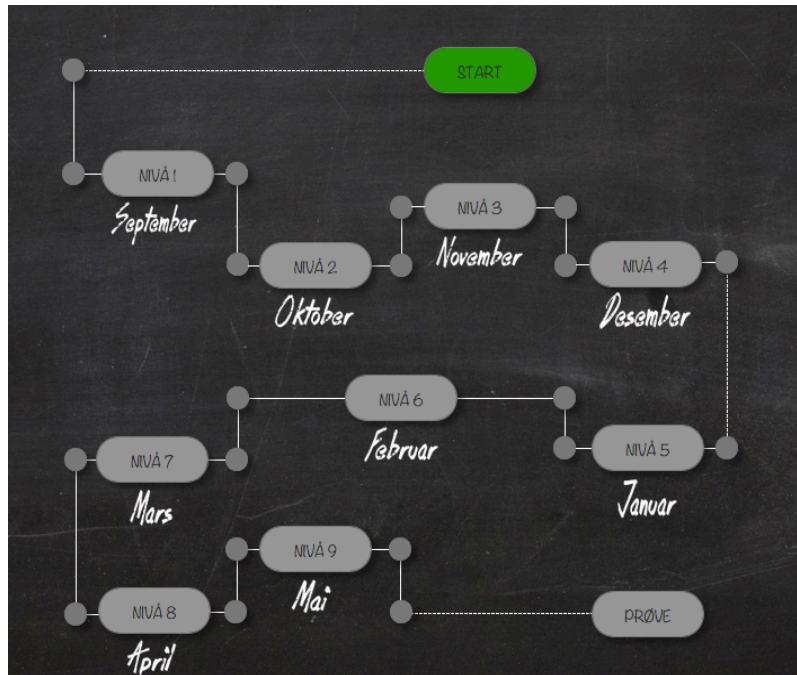 START
NIVÅ 1
September
NIVÅ 2
Oktober
NIVÅ 3
November
NIVÅ 4
Desember
NIVÅ 5
Januar
NIVÅ 6
Februar
NIVÅ 7
Mars
NIVÅ 8
April
NIVÅ 9
Mai
PRØVE